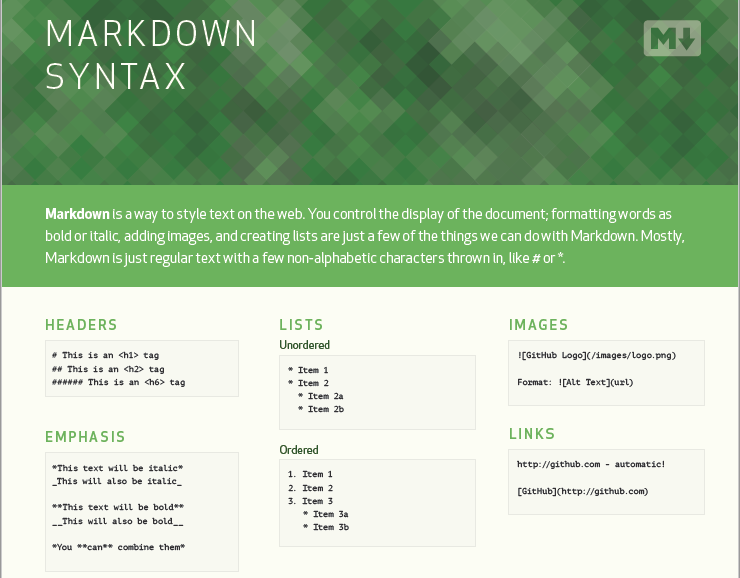 MARKDOWN
SYNTAX
M
Markdown is a way to style text on the web. You control the display of the document; formatting words as
bold or italic, adding images, and creating lists are just a few of the things we can do with Markdown. Mostly,
Markdown is just regular text with a few non-alphabetic characters thrown in, like # or *.
HEADERS
# This is an <h1> tag
## This is an <h2> tag
###### This is an <h6> tag
EMPHASIS
*This text will be italic*
_This will also be italic_
**This text will be bold**
__This will also be bold__
*You **can** combine them*
LISTS
Unordered
* Item 1
* Item 2
  * Item 2a
  * Item 2b
Ordered
1. Item 1
2. Item 2
3. Item 3
   * Item 3a
   * Item 3b
IMAGES
![GitHub Logo](/images/logo.png)
Format: ![Alt Text](url)
LINKS
http://github.com - automatic!
[GitHub](http://github.com)